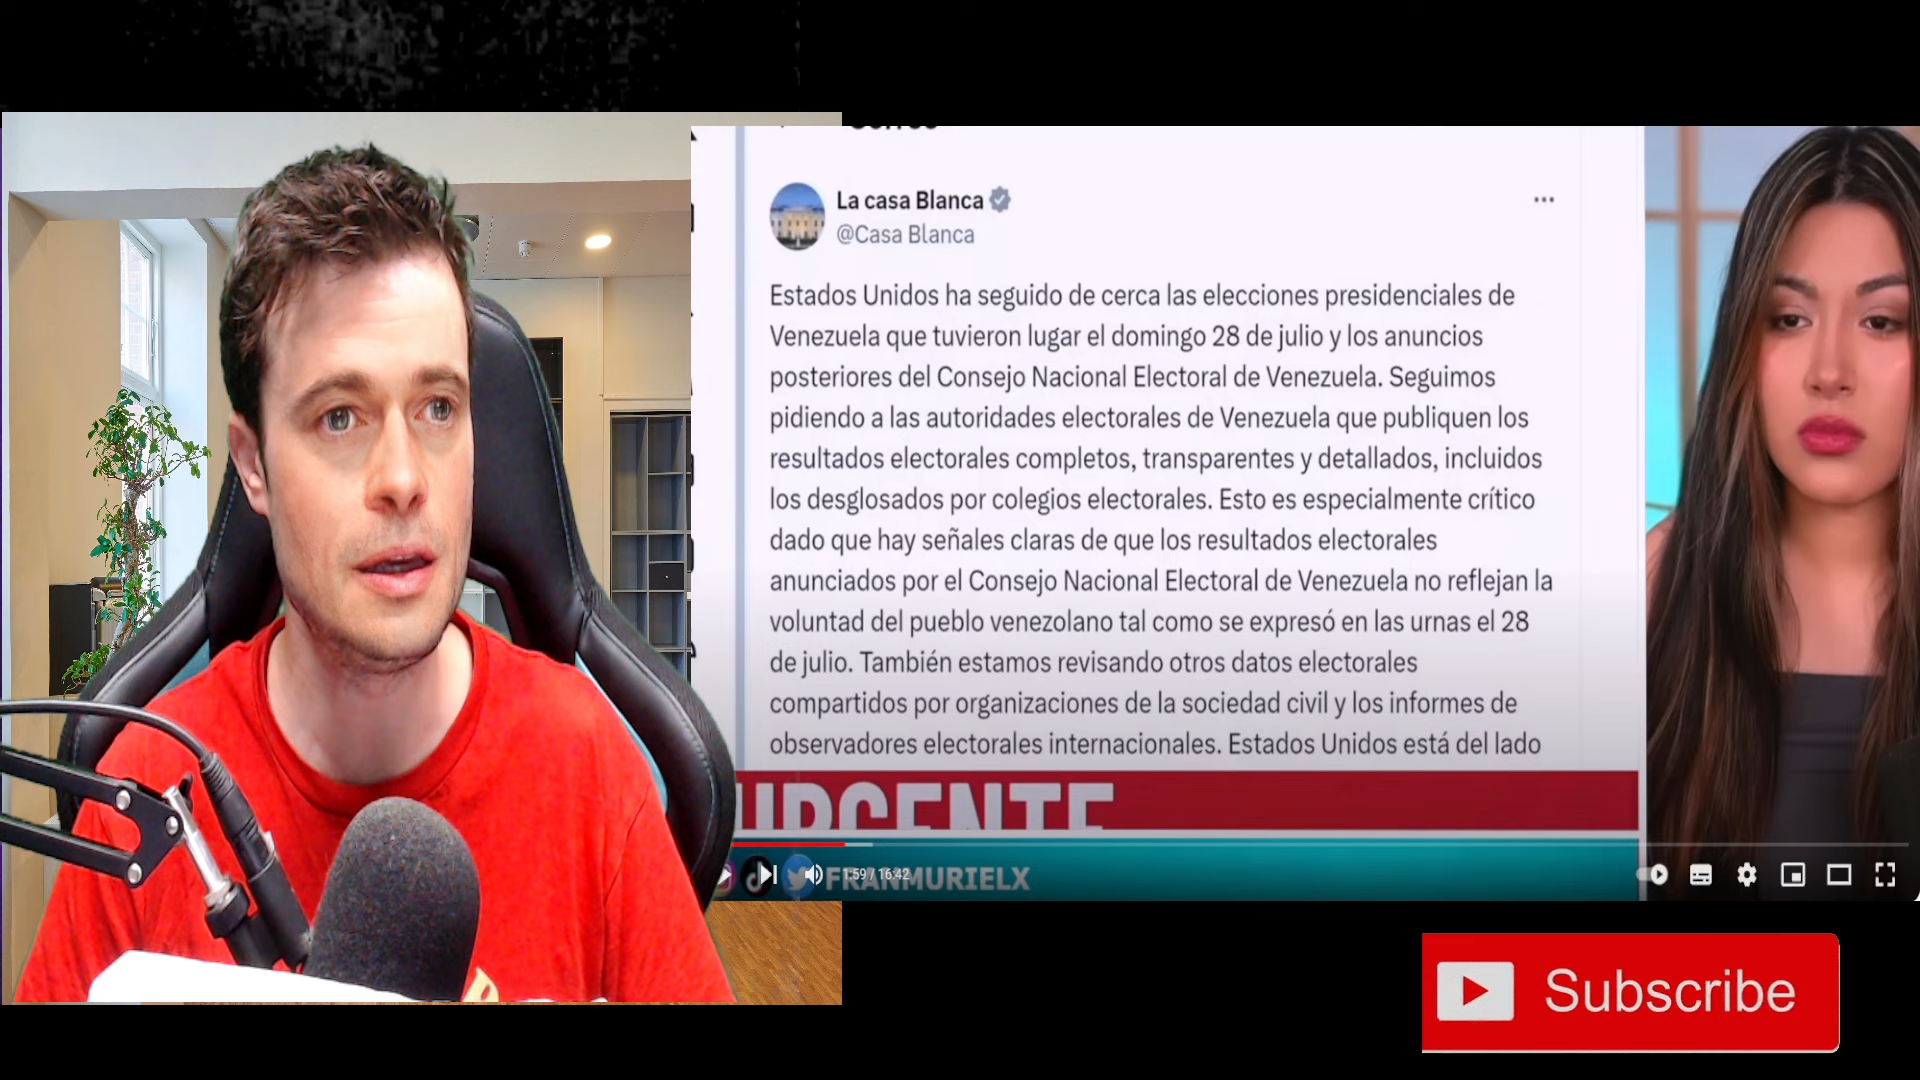 La casa Blanca
@Casa Blanca
Estados Unidos ha seguido de cerca las elecciones presidenciales de
Venezuela que tuvieron lugar el domingo 28 de julio y los anuncios
posteriores del Consejo Nacional Electoral de Venezuela. Seguimos
pidiendo a las autoridades electorales de Venezuela que publiquen los
resultados electorales completos, transparentes y detallados, incluidos
los desglosados por colegios electorales. Esto es especialmente crítico
dado que hay señales claras de que los resultados electorales
anunciados por el Consejo Nacional Electoral de Venezuela no reflejan la
voluntad del pueblo venezolano tal como se expresó en las urnas el 28
de julio. También estamos revisando otros datos electorales
compartidos por organizaciones de la sociedad civil y los informes de
observadores electorales internacionales. Estados Unidos está del lado
URGENTE
1:59 / 16:42
FRANMURIELX
Subscribe